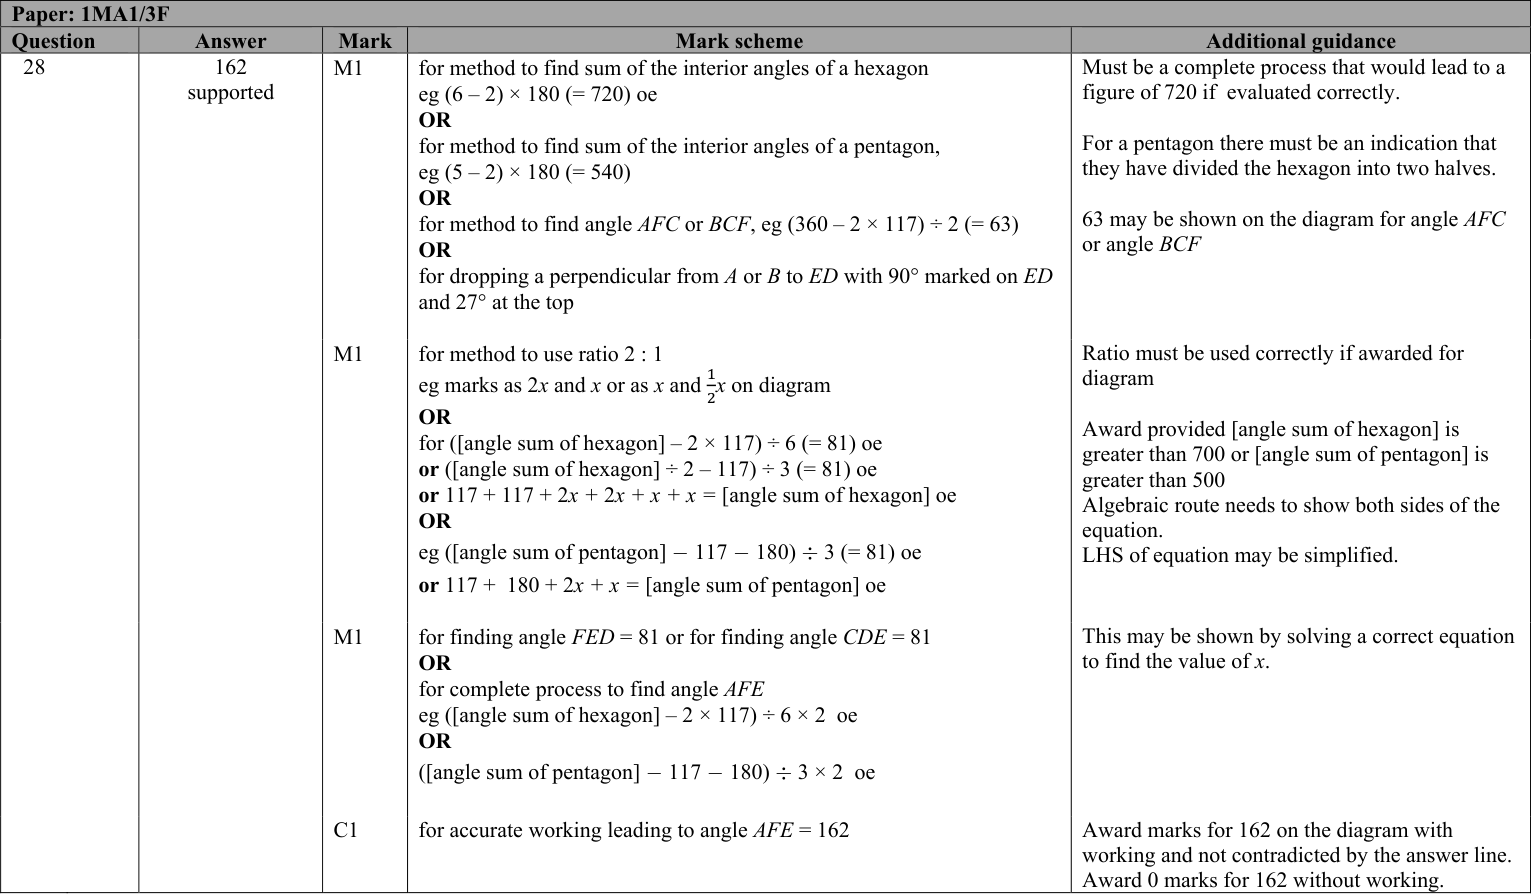 Paper: 1MA1/3F
Question Answer Mark Mark scheme Additional guidance
28 162 supported
M1 for method to find sum of the interior angles of a hexagon
eg (6 – 2) × 180 (= 720) oe
OR
for method to find sum of the interior angles of a pentagon,
eg (5 – 2) × 180 (= 540)
OR
for method to find angle AFC or BCF, eg (360 – 2 × 117) ÷ 2 (= 63)
OR
for dropping a perpendicular from A or B to ED with 90° marked on ED
and 27° at the top
Must be a complete process that would lead to a
figure of 720 if evaluated correctly.
For a pentagon there must be an indication that
they have divided the hexagon into two halves.
63 may be shown on the diagram for angle AFC
or angle BCF
M1 for method to use ratio 2 : 1
eg marks as 2x and x or as x and 1/2x on diagram
OR
for ([angle sum of hexagon] – 2 × 117) ÷ 6 (= 81) oe
or ([angle sum of hexagon] ÷ 2 – 117) ÷ 3 (= 81) oe
or 117 + 117 + 2x + 2x + x + x = [angle sum of hexagon] oe
OR
eg ([angle sum of pentagon] − 117 − 180) ÷ 3 (= 81) oe
or 117 + 180 + 2x + x = [angle sum of pentagon] oe
Ratio must be used correctly if awarded for
diagram
Award provided [angle sum of hexagon] is
greater than 700 or [angle sum of pentagon] is
greater than 500
Algebraic route needs to show both sides of the
equation.
LHS of equation may be simplified.
M1 for finding angle FED = 81 or for finding angle CDE = 81
OR
for complete process to find angle AFE
eg ([angle sum of hexagon] – 2 × 117) ÷ 6 × 2 oe
OR
([angle sum of pentagon] − 117 − 180) ÷ 3 × 2 oe
This may be shown by solving a correct equation
to find the value of x.
C1 for accurate working leading to angle AFE = 162
Award marks for 162 on the diagram with
working and not contradicted by the answer line.
Award 0 marks for 162 without working.